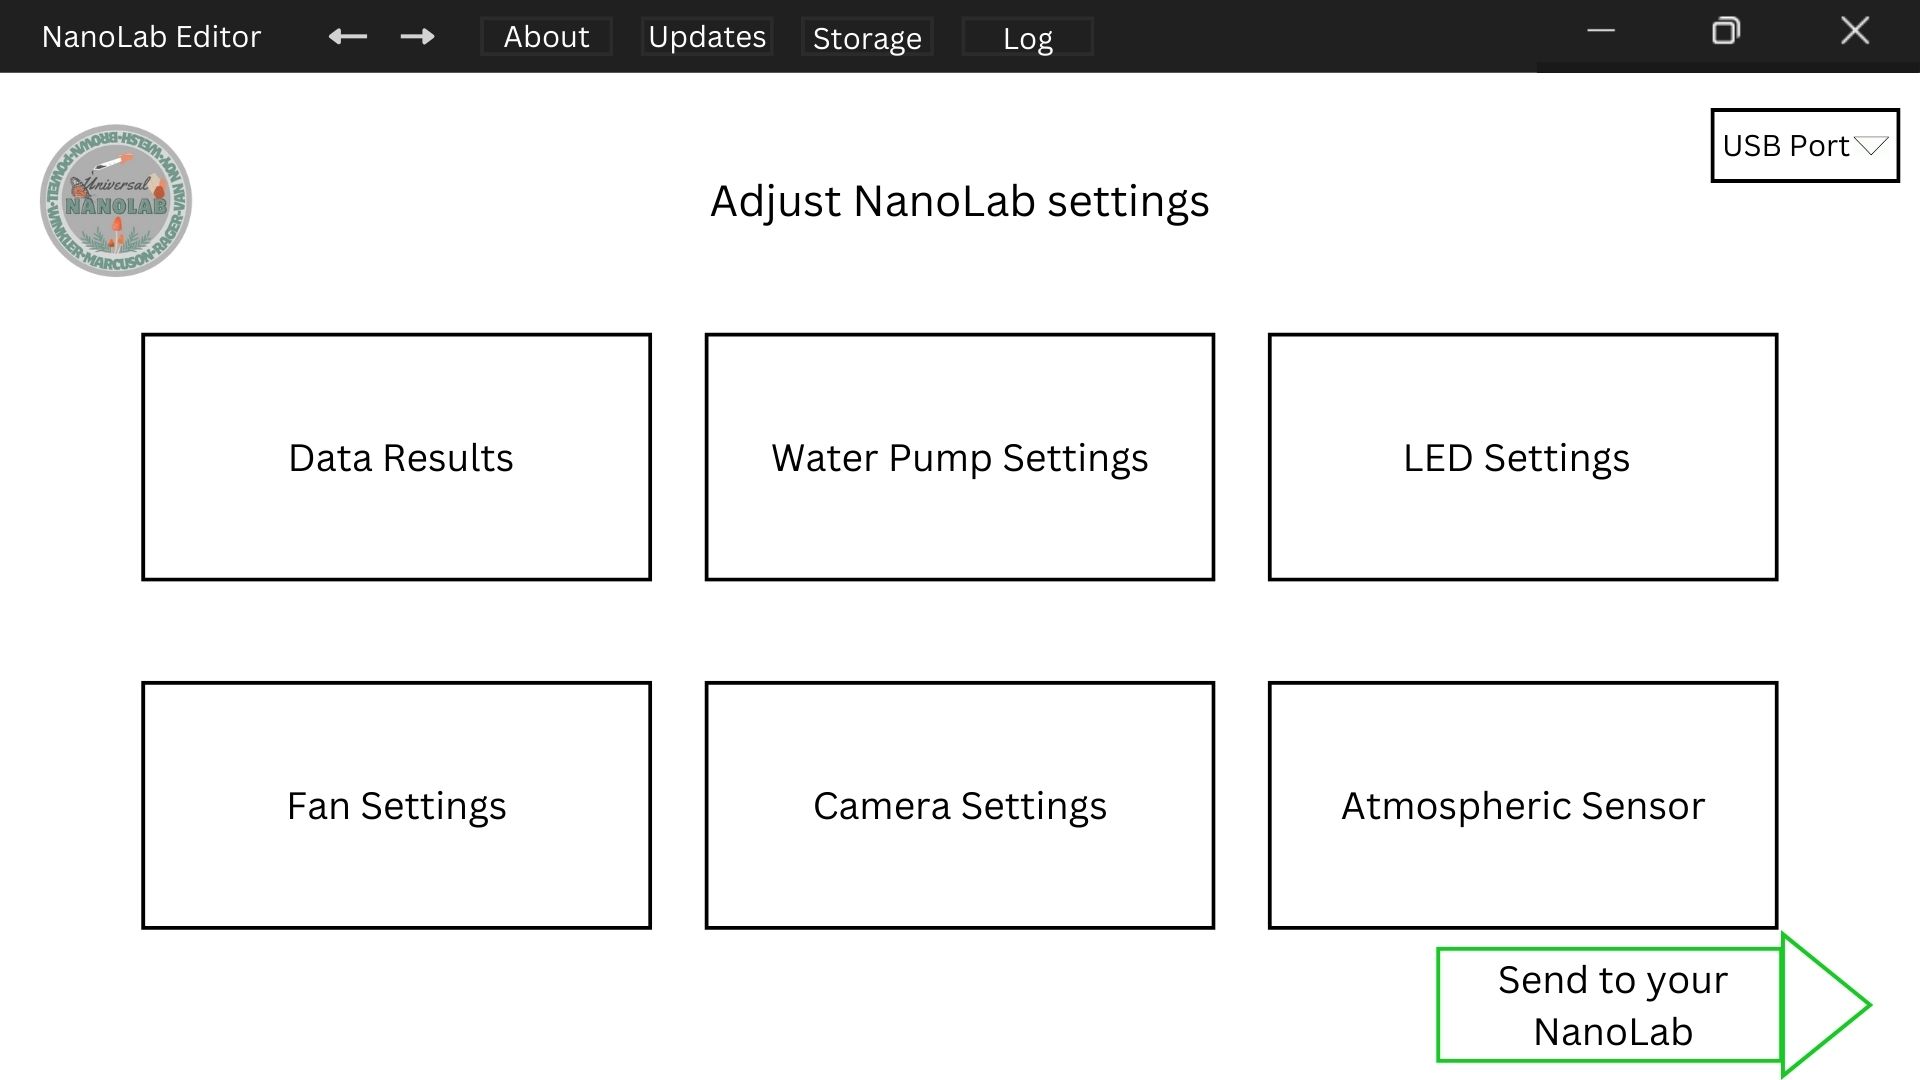 NanoLab Editor
About
Updates
Storage
Log
USB Port
Universal
NANOLAB
WELSH-BROWN-POWELL-WINKLER-MARCUSON-RAGER-VAN NOY-
Adjust NanoLab settings
Data Results
Water Pump Settings
LED Settings
Fan Settings
Camera Settings
Atmospheric Sensor
Send to your
NanoLab